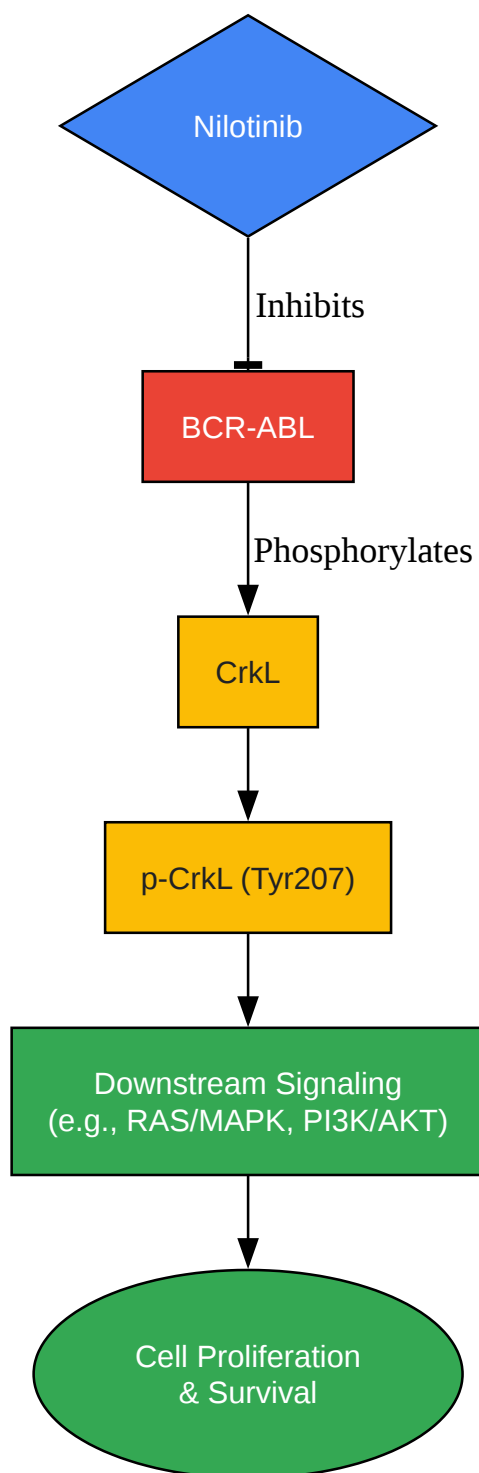 Nilotinib
Inhibits
BCR-ABL
Phosphorylates
CrkL
p-CrkL (Tyr207)
Downstream Signaling
(e.g., RAS/MAPK, PI3K/AKT)
Cell Proliferation
& Survival